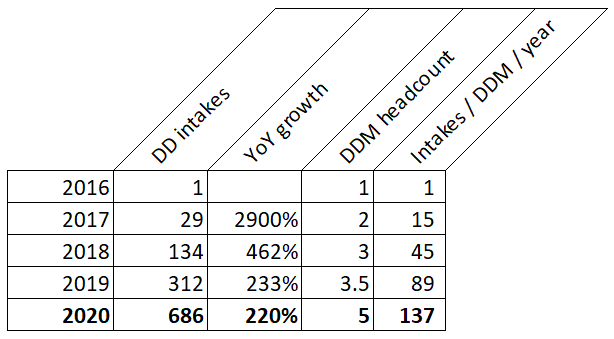 DD intakes YoY growth DDM headcount Intakes / DDM / year
2016 1 1 1
2017 29 2900% 2 15
2018 134 462% 3 45
2019 312 233% 3.5 89
2020 686 220% 5 137